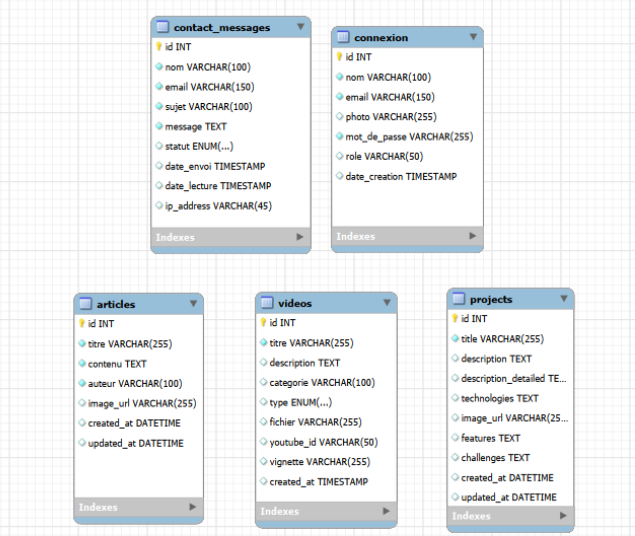 contact_messages
id INT
nom VARCHAR(100)
email VARCHAR(150)
sujet VARCHAR(100)
message TEXT
statut ENUM(...)
date_envoi TIMESTAMP
date_lecture TIMESTAMP
ip_address VARCHAR(45)
Indexes
connexion
id INT
nom VARCHAR(100)
email VARCHAR(150)
photo VARCHAR(255)
mot_de_passe VARCHAR(255)
role VARCHAR(50)
date_creation TIMESTAMP
Indexes
articles
id INT
titre VARCHAR(255)
contenu TEXT
auteur VARCHAR(100)
image_url VARCHAR(255)
created_at DATETIME
updated_at DATETIME
Indexes
videos
id INT
titre VARCHAR(255)
description TEXT
categorie VARCHAR(100)
type ENUM(...)
fichier VARCHAR(255)
youtube_id VARCHAR(50)
vignette VARCHAR(255)
created_at TIMESTAMP
Indexes
projects
id INT
title VARCHAR(255)
description TEXT
description_detailed TE...
technologies TEXT
image_url VARCHAR(25...
features TEXT
challenges TEXT
created_at DATETIME
updated_at DATETIME
Indexes